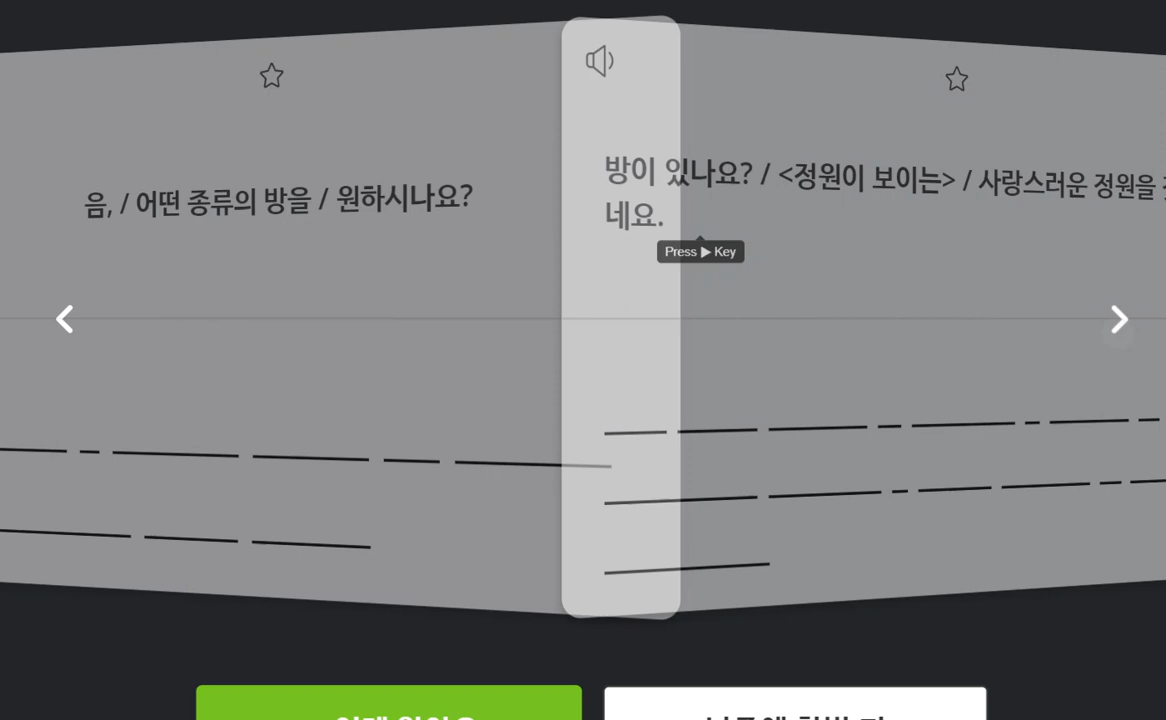 음, / 어떤 종류의 방을 / 원하시나요?
방이 있나요? / <정원이 보이는> / 사랑스러운 정원을
네요.
Press ▶ Key